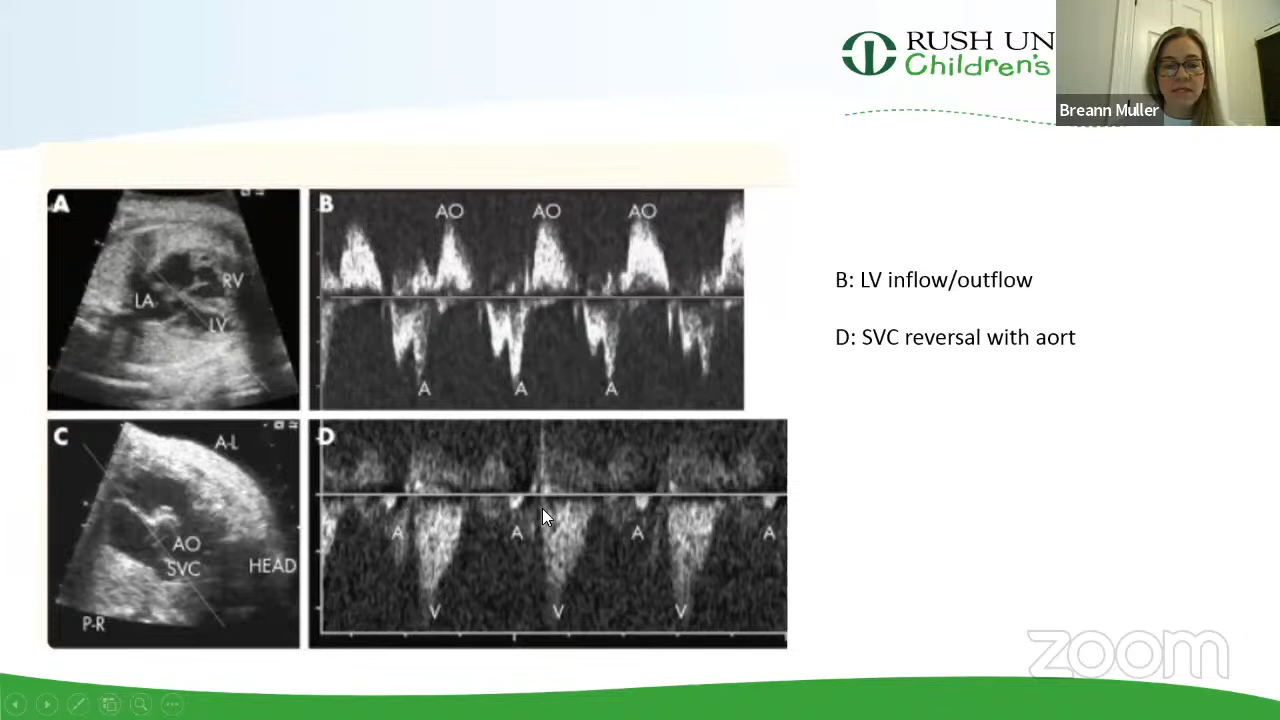 RUSH UN
Children's
Breann Muller
A
RV
LA
LV
B
AO AO AO
A A A
B: LV inflow/outflow
D: SVC reversal with aort
C
A-L
AO
SVC
HEAD
P-R
D
A A A A
V V V
zoom